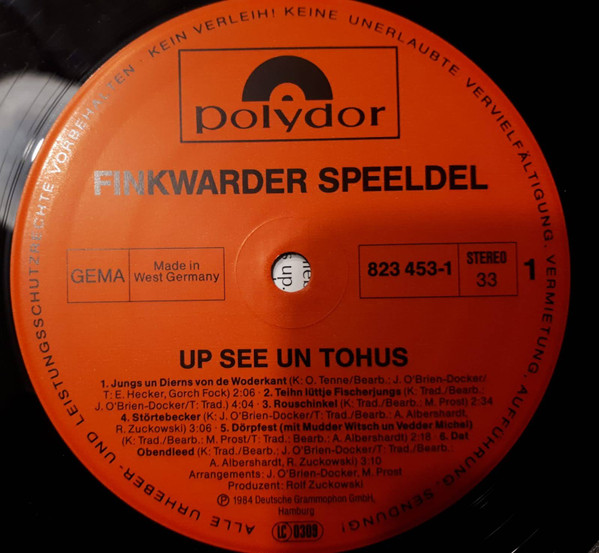 ALLE URHEBER- UND LEISTUNGSSCHUTZRECHTE VORBEHALTEN · KEIN VERLEIH! KEINE UNERLAUBTE VERVIELFÄLTIGUNG, VERMIETUNG, AUFFÜHRUNG, SENDUNG!
polydor
FINKWARDER SPEELDEL
GEMA
Made in
West Germany
up.
823 453-1
STEREO
33
1
UP SEE UN TOHUS
1. Jungs un Dierns von de Woderkant (K: O. Tenne/Bearb.: J. O'Brien-Docker/
T: E. Hecker, Gorch Fock) 2:06 · 2. Teihn lüttje Fischerjungs (K: Trad./Bearb.:
J. O'Brien-Docker/T: Trad.) 4:04 · 3. Rouschinkel (K: Trad./Bearb.: M. Prost) 2:34
4. Störtebecker (K: J. O'Brien-Docker/T: Trad./Bearb.: A. Albershardt,
R. Zuckowski) 3:06 · 5. Dörpfest (mit Mudder Witsch un Vedder Michel)
(K: Trad./Bearb.: M. Prost/T: Trad./Bearb.: A. Albershardt) 2:18 · 6. Dat
Obendleed (K: Trad./Bearb.: J. O'Brien-Docker/T: Trad./Bearb.:
A. Albershardt, R. Zuckowski) 3:10
Arrangements: J. O'Brien-Docker, M. Prost
Produzent: Rolf Zuckowski
Ⓟ 1984 Deutsche Grammophon GmbH,
Hamburg
LC 0309